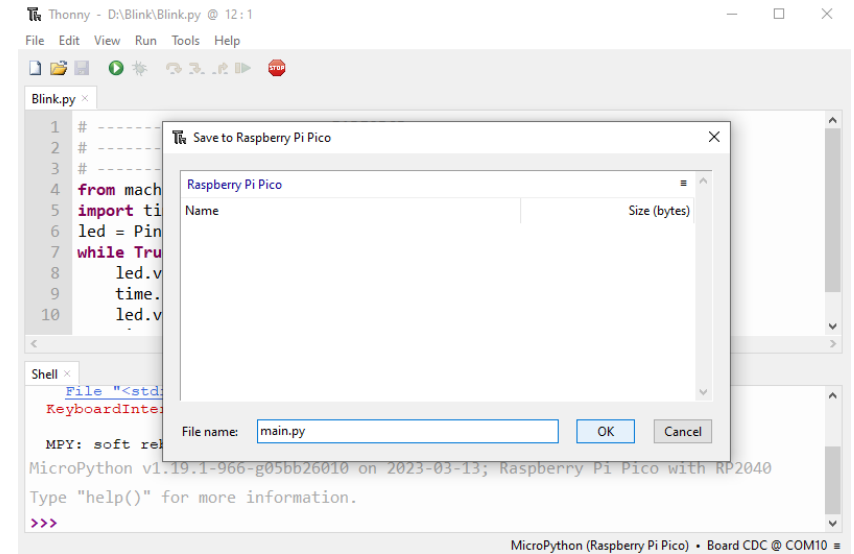 Thonny - D:\Blink\Blink.py @ 12:1
File Edit View Run Tools Help
STOP
Blink.py
1 # -------
2 # -------
3 # -------
4 from mach
5 import ti
6 led = Pin
7 while Tru
8 led.v
9 time.
10 led.v
Save to Raspberry Pi Pico
Raspberry Pi Pico
Name Size (bytes)
File name: main.py OK Cancel
Shell
File "<std
KeyboardInter
MPY: soft reb
MicroPython v1.19.1-966-g05bb26010 on 2023-03-13; Raspberry Pi Pico with RP2040
Type "help()" for more information.
>>>
MicroPython (Raspberry Pi Pico) • Board CDC @ COM10 ≡